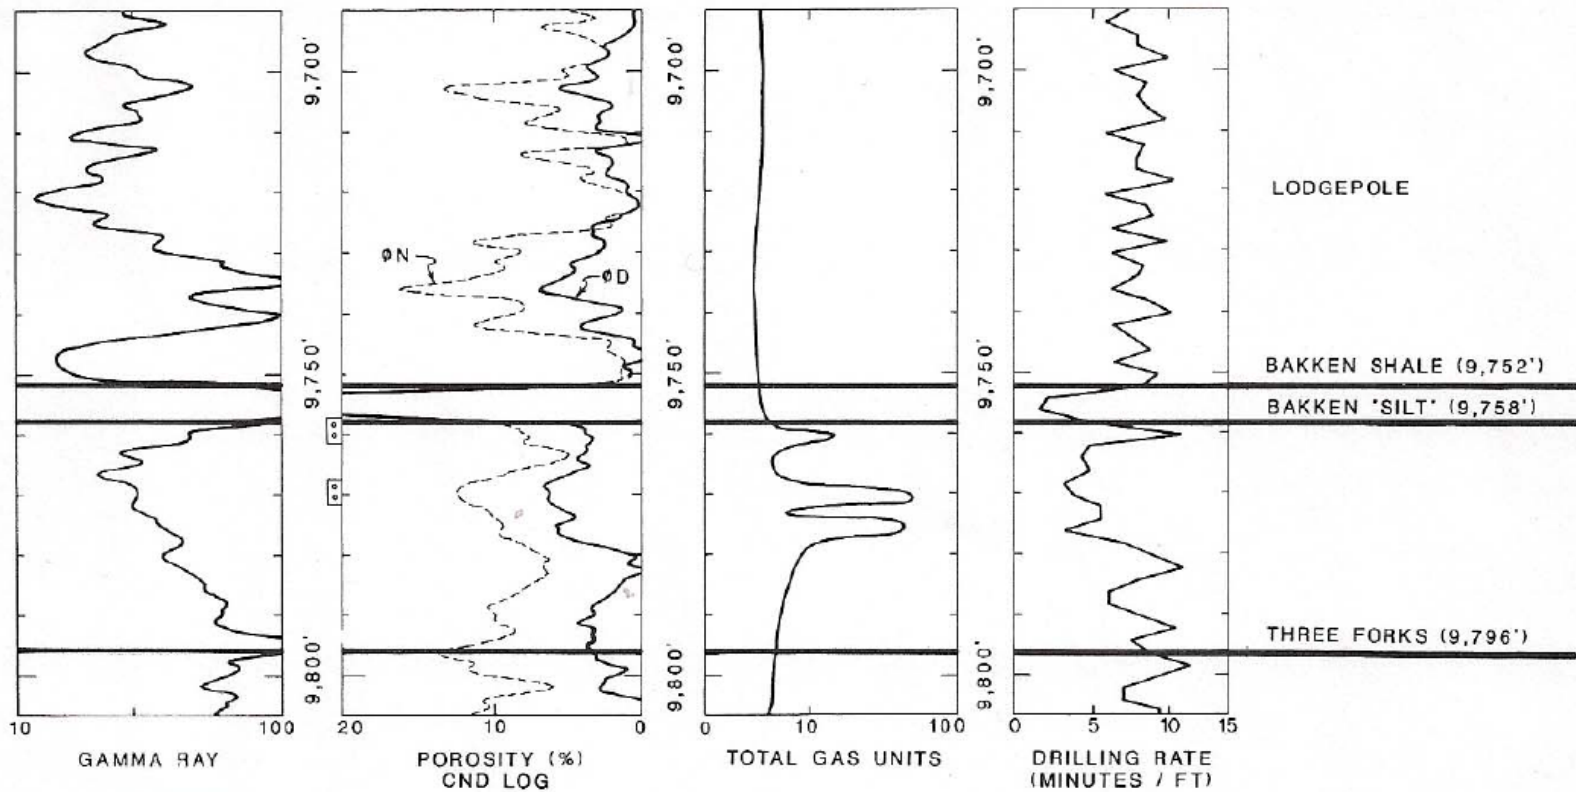 9,700'
9,750'
9,800'
10
100
GAMMA RAY
ØN
ØD
20
10
0
POROSITY (%)
CND LOG
9,700'
9,750'
9,800'
0
10
100
TOTAL GAS UNITS
0
5
10
15
DRILLING RATE
(MINUTES / FT)
LODGEPOLE
BAKKEN SHALE (9,752')
BAKKEN "SILT" (9,758')
THREE FORKS (9,796')
9,700'
9,750'
9,800'